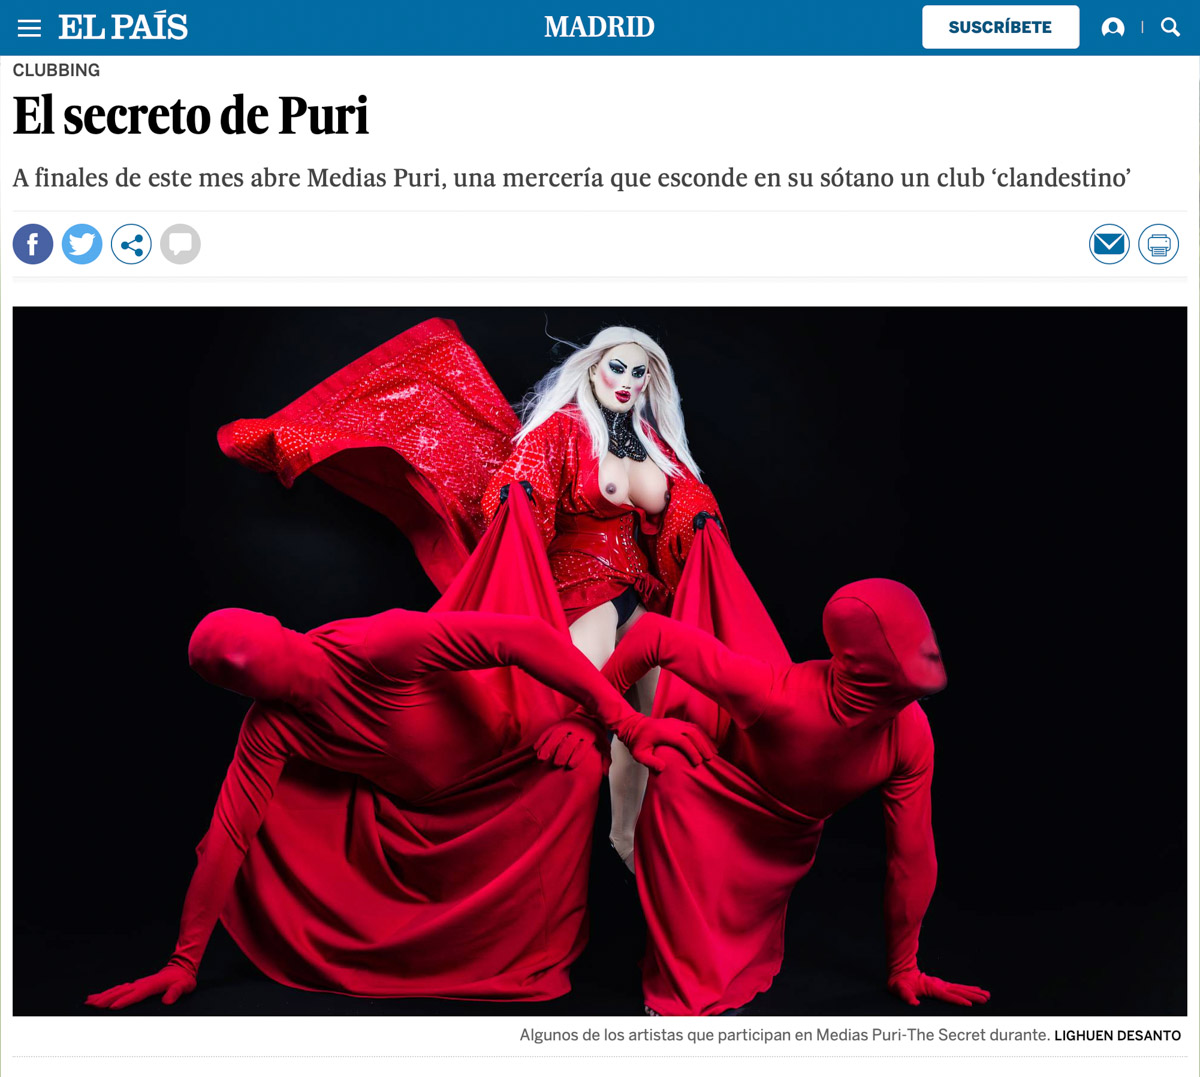 EL PAÍS
MADRID
SUSCRÍBETE
CLUBBING
El secreto de Puri
A finales de este mes abre Medias Puri, una mercería que esconde en su sótano un club ‘clandestino’
Algunos de los artistas que participan en Medias Puri-The Secret durante. LIGHUEN DESANTO